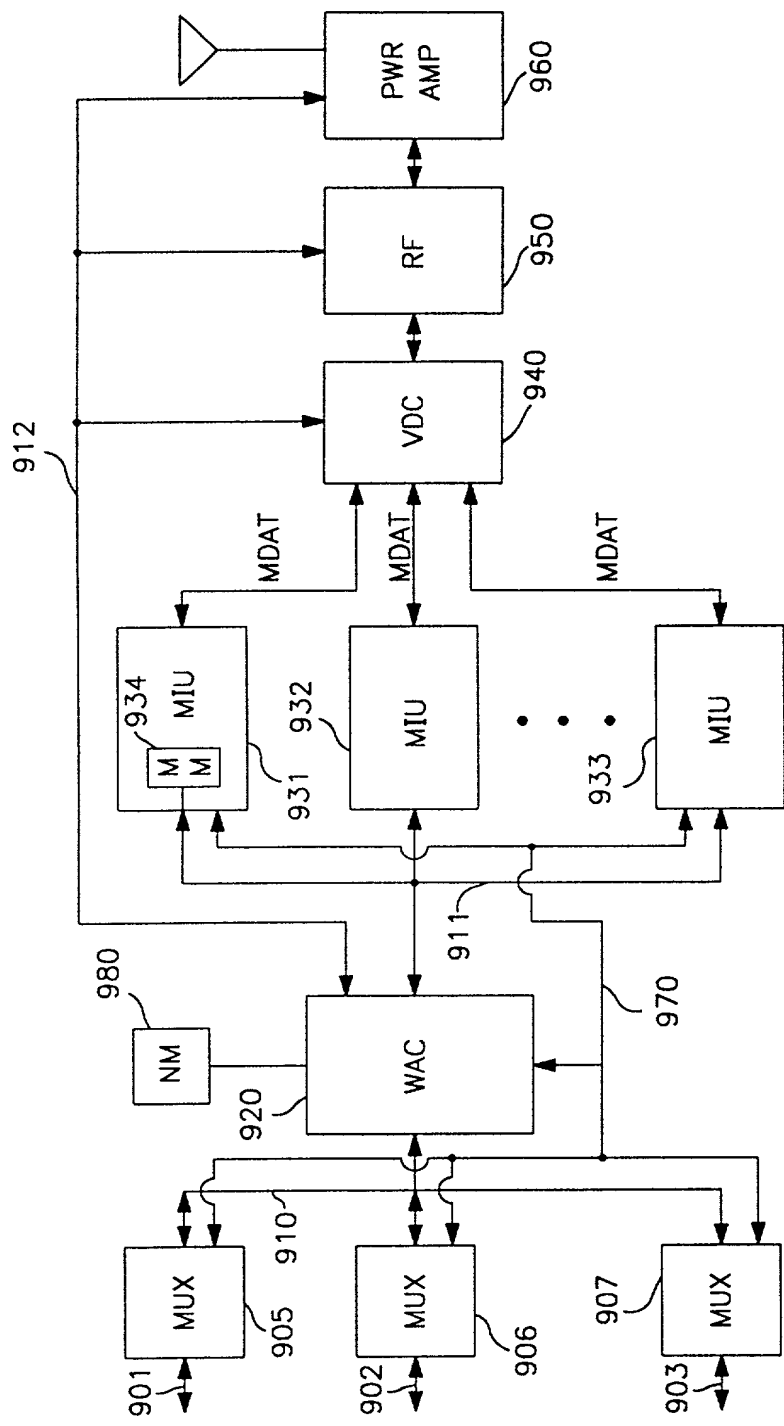 912
980
NM
934
M
M
MIU
931
MDAT
PWR
AMP
960
RF
950
VDC
940
901
MUX
905
910
920
WAC
932
MIU
MDAT
902
MUX
906
911
970
903
MUX
907
933
MIU
MDAT